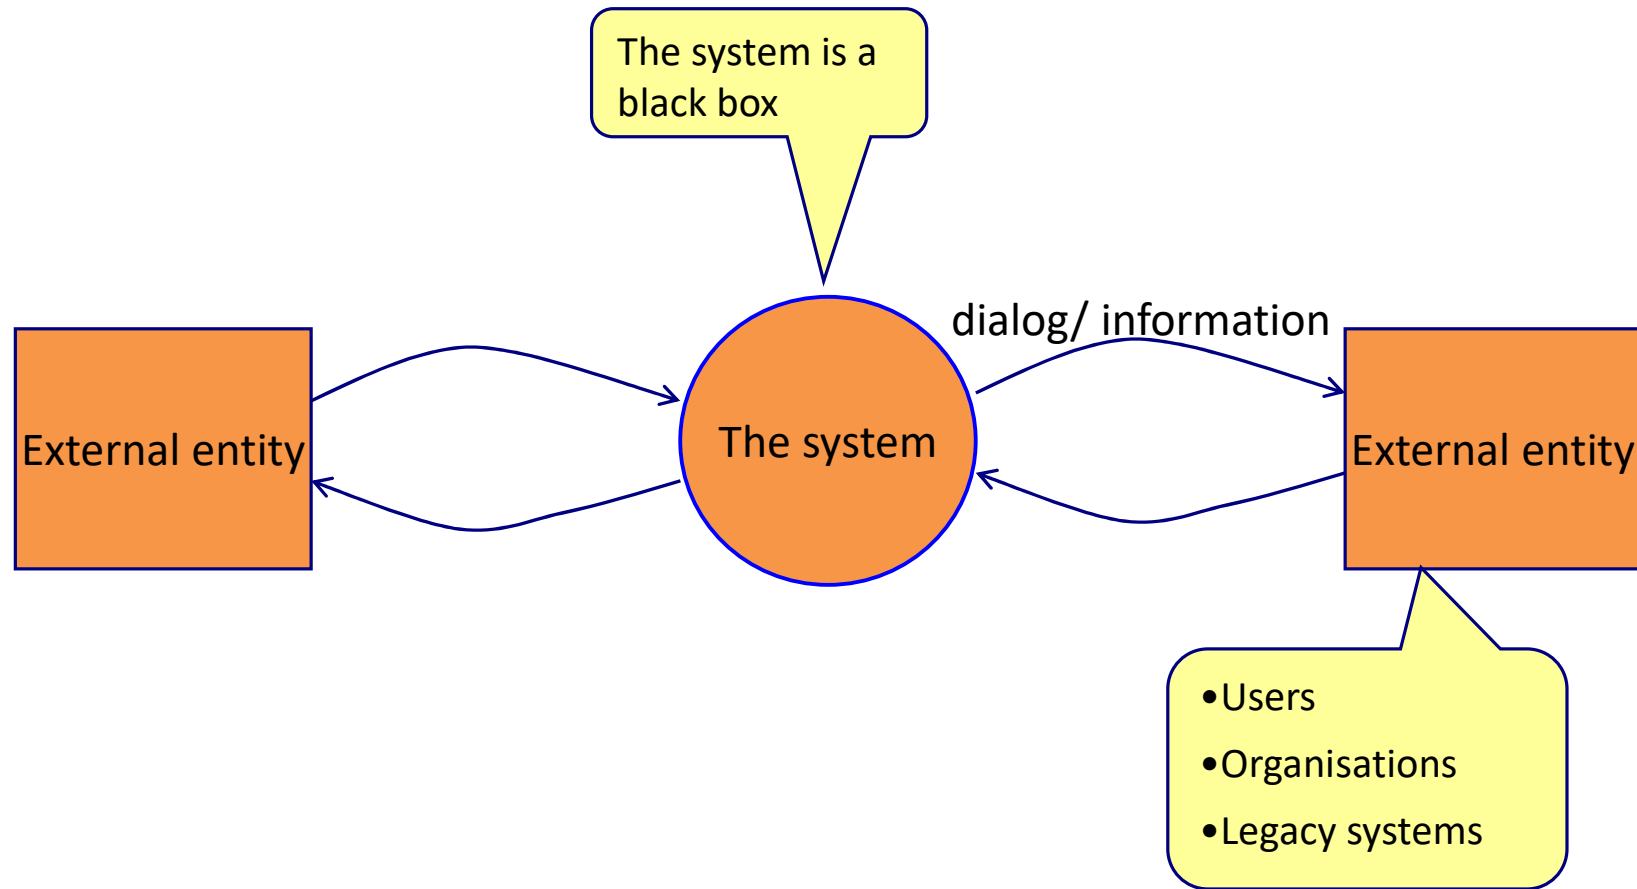 The system is a
black box
dialog/ information
External entity
The system
External entity
•Users
•Organisations
•Legacy systems